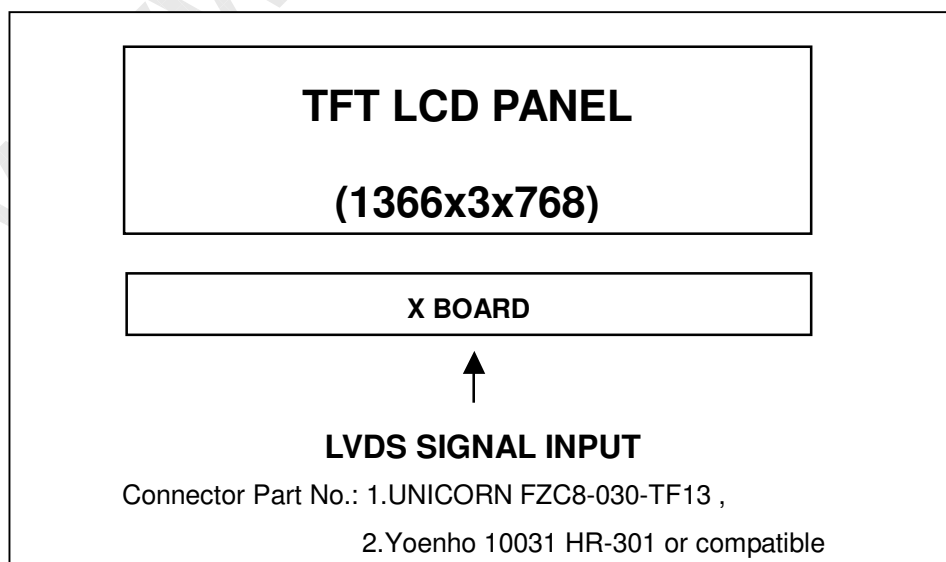 TFT LCD PANEL
(1366x3x768)
X BOARD
LVDS SIGNAL INPUT
Connector Part No.: 1.UNICORN FZC8-030-TF13 ,
2.Yoenho 10031 HR-301 or compatible